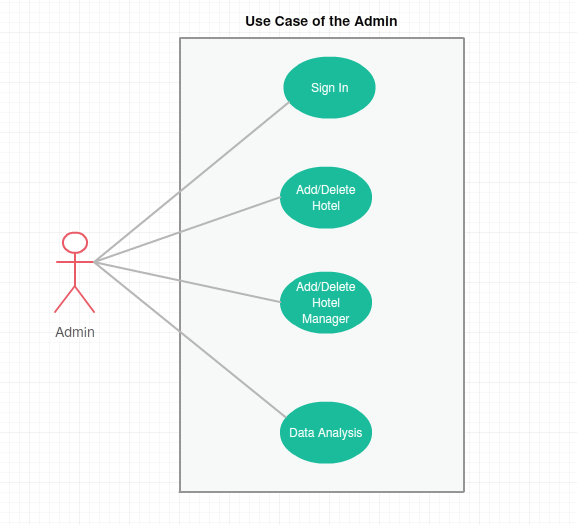 Use Case of the Admin
Sign In
Add/Delete
Hotel
Add/Delete
Hotel
Manager
Admin
Data Analysis